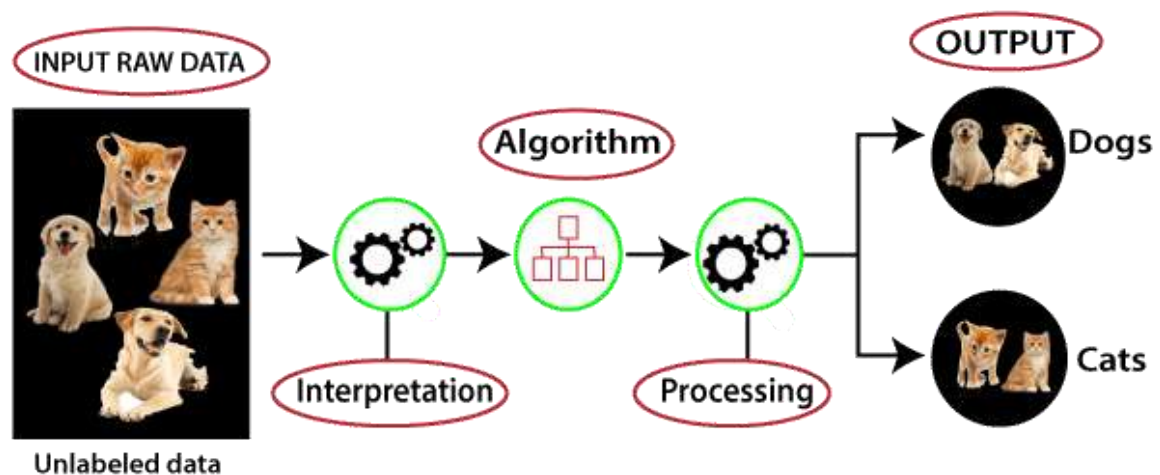 INPUT RAW DATA
OUTPUT
Algorithm
Dogs
Interpretation
Processing
Cats
Unlabeled data